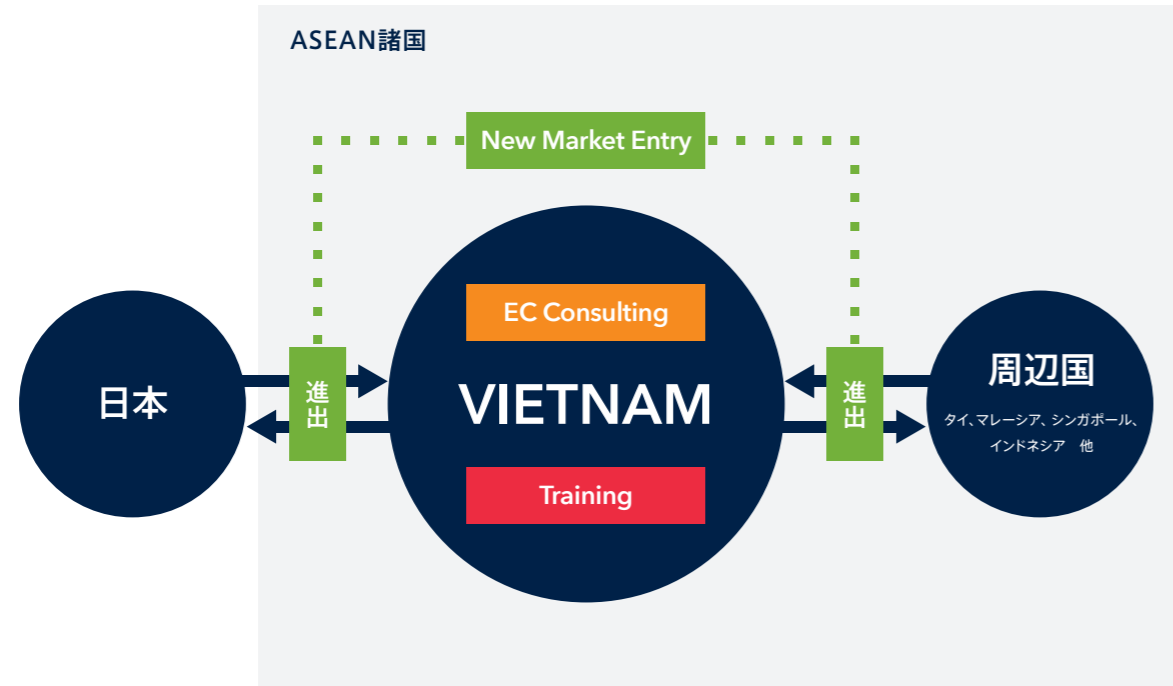 ASEAN諸国
New Market Entry
EC Consulting
日本
進出
VIETNAM
進出
周辺国
タイ、マレーシア、シンガポール、
インドネシア　他
Training